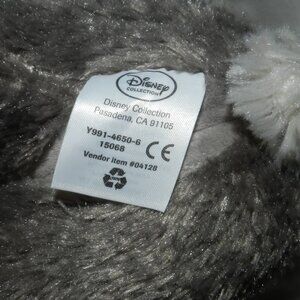 Disney
COLLECTION
Disney Collection
Pasadena, CA 91105
Y991-4650-6
15068
CE
Vendor item #04128